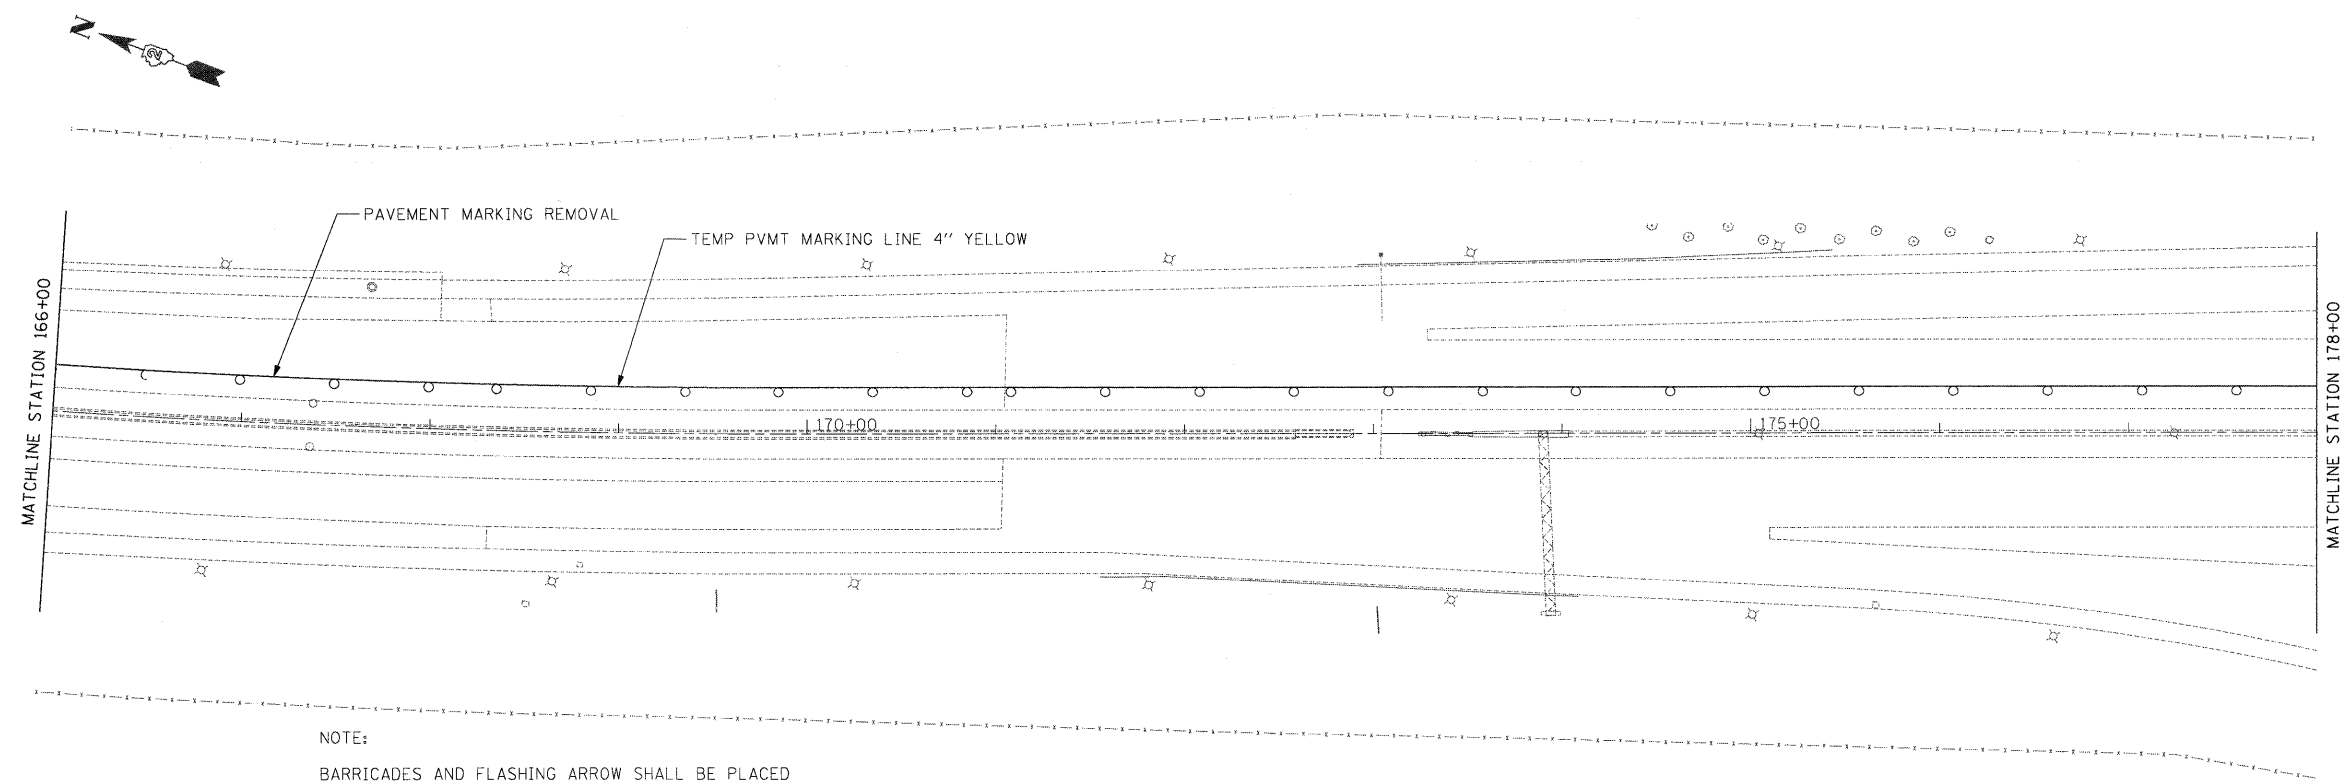 N
2
PAVEMENT MARKING REMOVAL
TEMP PVMT MARKING LINE 4" YELLOW
MATCHLINE STATION 166+00
170+00
175+00
MATCHLINE STATION 178+00
NOTE:
BARRICADES AND FLASHING ARROW SHALL BE PLACED